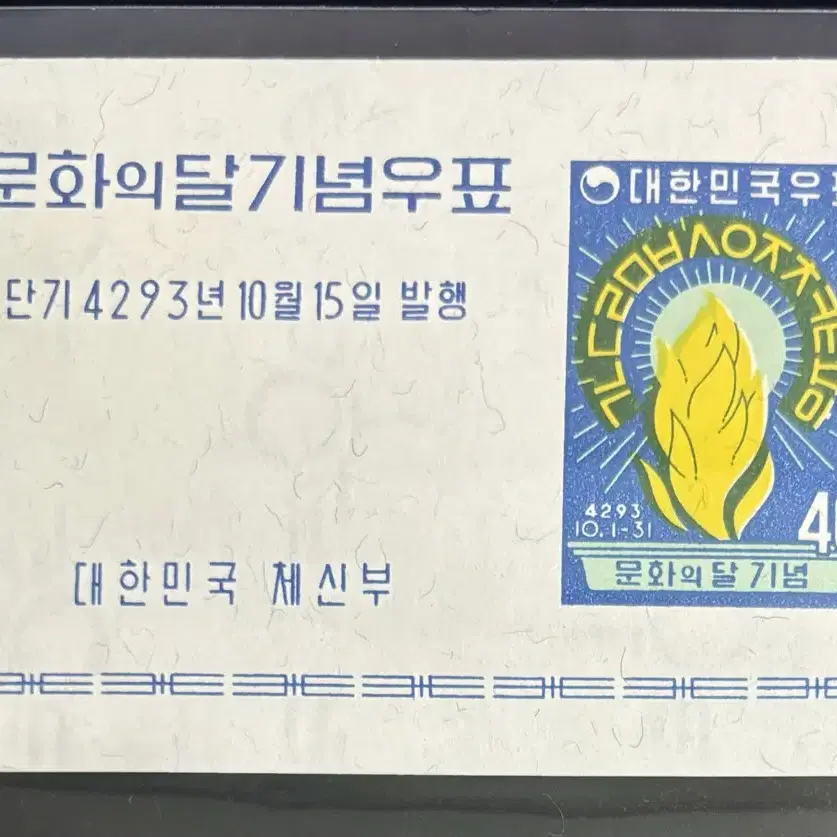 문화의달기념우표
단기4293년10월15일 발행
대한민국 체신부
대한민국우표
ㄱㄴㄷㄹㅁㅂㅅㅇㅈㅊㅋㅌㅍㅎ
4293
10.1-31
문화의달기념